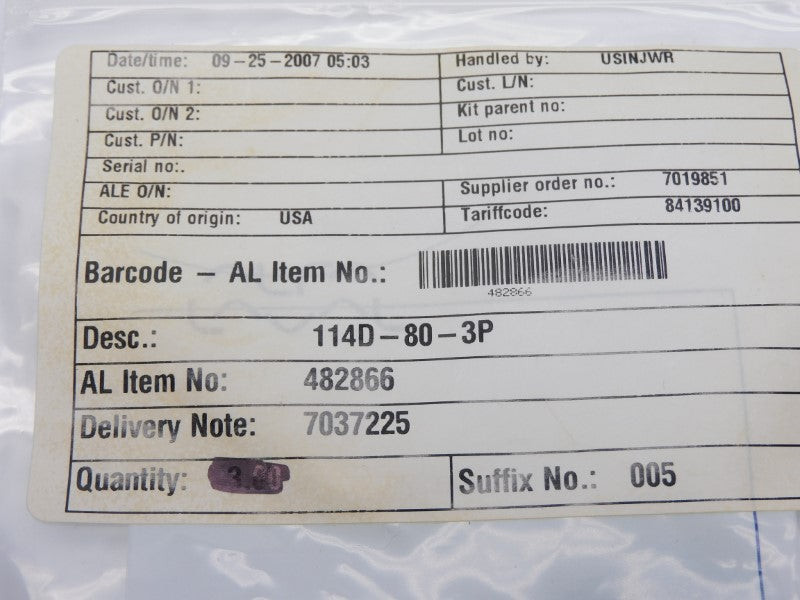 Date/time: 09-25-2007 05:03 Handled by: USINJWR
Cust. O/N 1: Cust. L/N:
Cust. O/N 2: Kit parent no:
Cust. P/N: Lot no:
Serial no:.
ALE O/N: Supplier order no.: 7019851
Country of origin: USA Tariffcode: 84139100
Barcode - AL Item No.:
482866
Desc.: 114D-80-3P
AL Item No: 482866
Delivery Note: 7037225
Quantity: 3.00 Suffix No.: 005